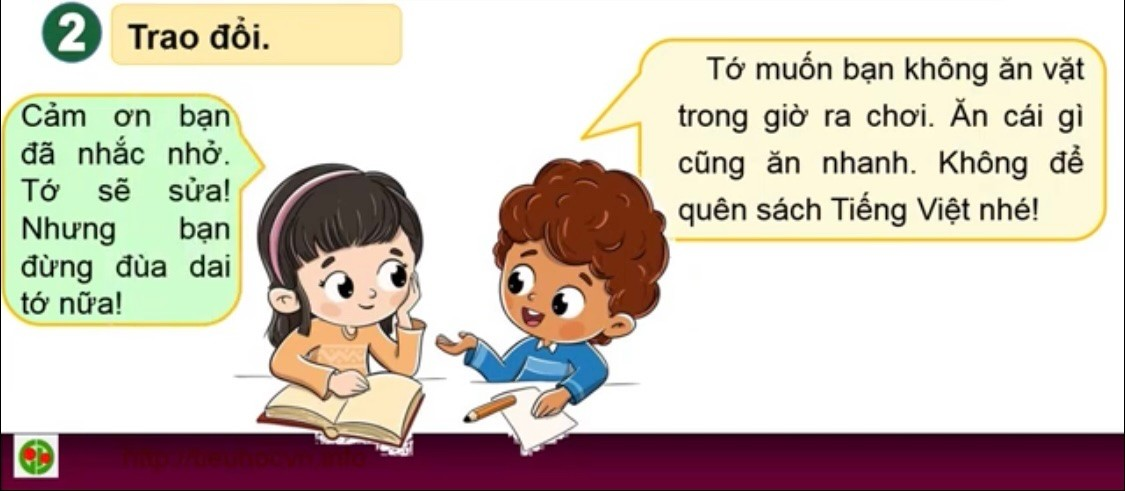 2 Trao đổi.
Cảm ơn bạn
đã nhắc nhở.
Tớ sẽ sửa!
Nhưng bạn
đừng đùa dai
tớ nữa!
Tớ muốn bạn không ăn vặt
trong giờ ra chơi. Ăn cái gì
cũng ăn nhanh. Không để
quên sách Tiếng Việt nhé!